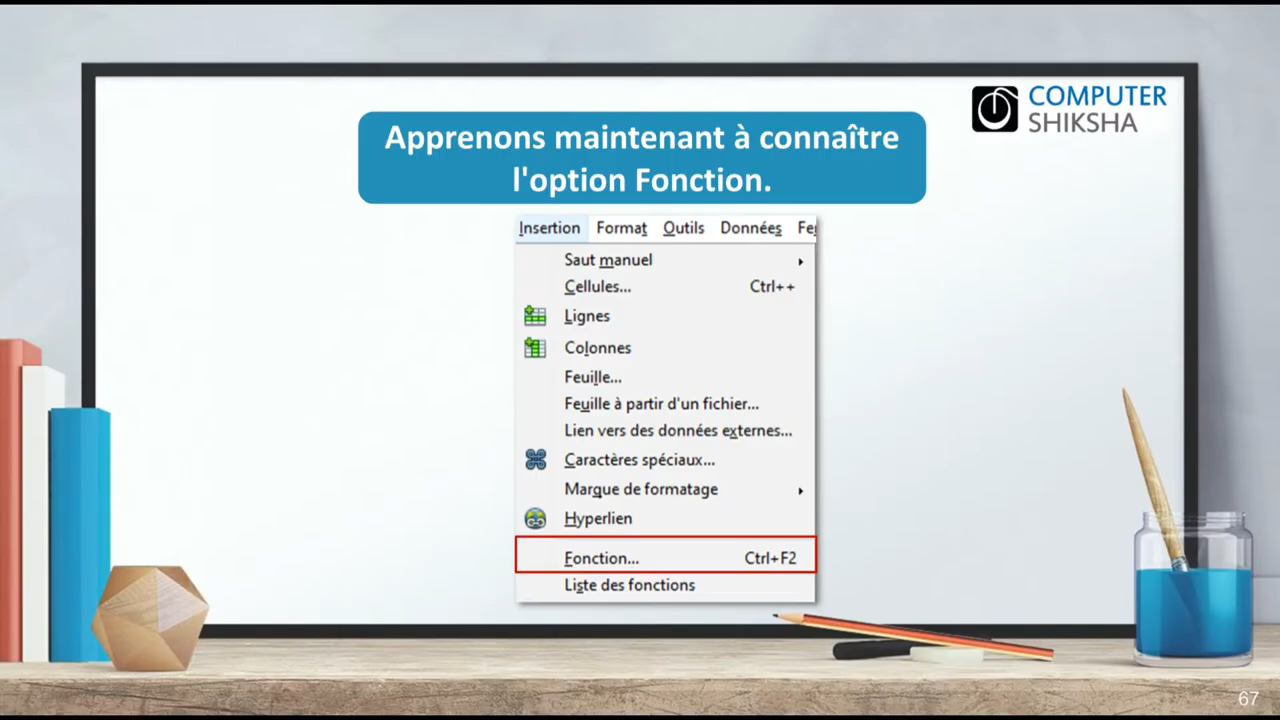 COMPUTER
SHIKSHA
Apprenons maintenant à connaître
l'option Fonction.
Insertion Format Outils Données Fe
Saut manuel
Cellules... Ctrl++
Lignes
Colonnes
Feuille...
Feuille à partir d'un fichier...
Lien vers des données externes...
Caractères spéciaux...
Marque de formatage
Hyperlien
Fonction... Ctrl+F2
Liste des fonctions
67